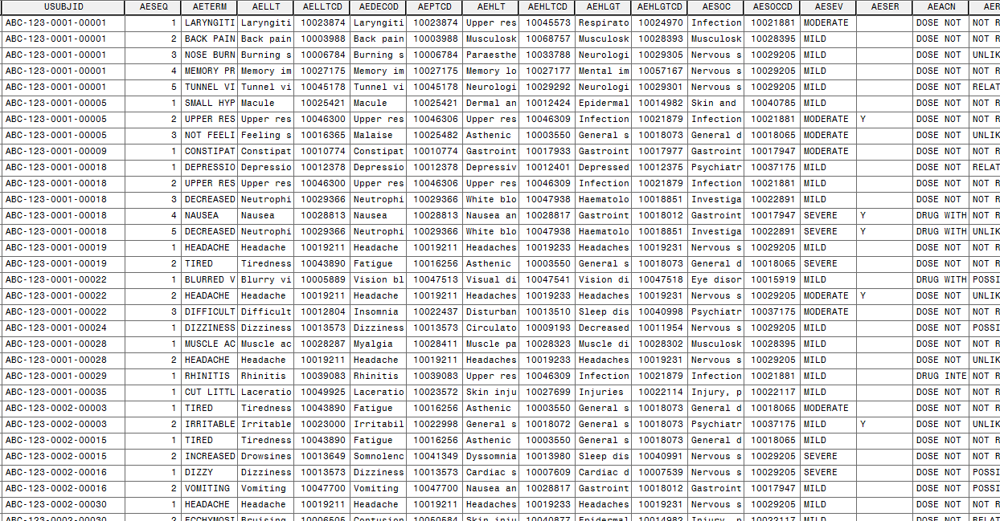 USUBJID AESEQ AETERM AELLT AELLTCD AEDECOD AEPTCD AEHLT AEHLTCD AEHLGT AEHLGTCD AESOC AESOCCD AESEV AESER AEACN AER
ABC-123-0001-00001 1 LARYNGITI Laryngiti 10023874 Laryngiti 10023874 Upper res 10045573 Respirato 10024970 Infection 10021881 MODERATE DOSE NOT NOT R
ABC-123-0001-00001 2 BACK PAIN Back pain 10003988 Back pain 10003988 Musculosk 10068757 Musculosk 10028393 Musculosk 10028395 MILD DOSE NOT NOT R
ABC-123-0001-00001 3 NOSE BURN Burning s 10006784 Burning s 10006784 Paraesthe 10033788 Neurologi 10029305 Nervous s 10029205 MILD DOSE NOT UNLIK
ABC-123-0001-00001 4 MEMORY PR Memory im 10027175 Memory im 10027175 Memory lo 10027177 Mental im 10057167 Nervous s 10029205 MILD DOSE NOT NOT R
ABC-123-0001-00001 5 TUNNEL VI Tunnel vi 10045178 Tunnel vi 10045178 Neurologi 10029292 Neurologi 10029301 Nervous s 10029205 MILD DOSE NOT RELAT
ABC-123-0001-00005 1 SMALL HYP Macule 10025421 Macule 10025421 Dermal an 10012424 Epidermal 10014982 Skin and 10040785 MILD DOSE NOT NOT R
ABC-123-0001-00005 2 UPPER RES Upper res 10046300 Upper res 10046306 Upper res 10046309 Infection 10021879 Infection 10021881 MODERATE Y DOSE NOT NOT R
ABC-123-0001-00005 3 NOT FEELI Feeling s 10016365 Malaise 10025482 Asthenic 10003550 General s 10018073 General d 10018065 MODERATE DOSE NOT UNLIK
ABC-123-0001-00009 1 CONSTIPAT Constipat 10010774 Constipat 10010774 Gastroint 10017933 Gastroint 10017977 Gastroint 10017947 MODERATE DOSE NOT NOT R
ABC-123-0001-00018 1 DEPRESSIO Depressio 10012378 Depressio 10012378 Depressiv 10012401 Depressed 10012375 Psychiatr 10037175 MILD DOSE NOT RELAT
ABC-123-0001-00018 2 UPPER RES Upper res 10046300 Upper res 10046306 Upper res 10046309 Infection 10021879 Infection 10021881 MILD DOSE NOT NOT R
ABC-123-0001-00018 3 DECREASED Neutrophi 10029366 Neutrophi 10029366 White blo 10047938 Haematolo 10018851 Investiga 10022891 MILD DOSE NOT NOT R
ABC-123-0001-00018 4 NAUSEA Nausea 10028813 Nausea 10028813 Nausea an 10028817 Gastroint 10018012 Gastroint 10017947 SEVERE Y DRUG WITH NOT R
ABC-123-0001-00018 5 DECREASED Neutrophi 10029366 Neutrophi 10029366 White blo 10047938 Haematolo 10018851 Investiga 10022891 SEVERE Y DRUG WITH UNLIK
ABC-123-0001-00019 1 HEADACHE Headache 10019211 Headache 10019211 Headaches 10019233 Headaches 10019231 Nervous s 10029205 MILD DOSE NOT NOT R
ABC-123-0001-00019 2 TIRED Tiredness 10043890 Fatigue 10016256 Asthenic 10003550 General s 10018073 General d 10018065 SEVERE DOSE NOT NOT R
ABC-123-0001-00022 1 BLURRED V Blurry vi 10005889 Vision bl 10047513 Visual di 10047541 Vision di 10047518 Eye disor 10015919 MILD DRUG WITH POSSI
ABC-123-0001-00022 2 HEADACHE Headache 10019211 Headache 10019211 Headaches 10019233 Headaches 10019231 Nervous s 10029205 MODERATE Y DOSE NOT UNLIK
ABC-123-0001-00022 3 DIFFICULT Difficult 10012804 Insomnia 10022437 Disturban 10013510 Sleep dis 10040998 Psychiatr 10037175 MODERATE DOSE NOT NOT R
ABC-123-0001-00024 1 DIZZINESS Dizziness 10013573 Dizziness 10013573 Circulato 10009193 Decreased 10011954 Nervous s 10029205 MILD DOSE NOT POSSI
ABC-123-0001-00028 1 MUSCLE AC Muscle ac 10028287 Myalgia 10028411 Muscle pa 10028323 Muscle di 10028302 Musculosk 10028395 MILD DOSE NOT NOT R
ABC-123-0001-00028 2 HEADACHE Headache 10019211 Headache 10019211 Headaches 10019233 Headaches 10019231 Nervous s 10029205 MILD DOSE NOT UNLIK
ABC-123-0001-00029 1 RHINITIS Rhinitis 10039083 Rhinitis 10039083 Upper res 10046309 Infection 10021879 Infection 10021881 MILD DRUG INTE NOT R
ABC-123-0001-00035 1 CUT LITTL Laceratio 10049925 Laceratio 10023572 Skin inju 10027699 Injuries 10022114 Injury, p 10022117 MILD DOSE NOT NOT R
ABC-123-0002-00003 1 TIRED Tiredness 10043890 Fatigue 10016256 Asthenic 10003550 General s 10018073 General d 10018065 MODERATE DOSE NOT NOT R
ABC-123-0002-00003 2 IRRITABLE Irritable 10023000 Irritabil 10022998 General s 10018072 General s 10018073 Psychiatr 10037175 MILD Y DOSE NOT UNLIK
ABC-123-0002-00015 1 TIRED Tiredness 10043890 Fatigue 10016256 Asthenic 10003550 General s 10018073 General d 10018065 MILD DOSE NOT NOT R
ABC-123-0002-00015 2 INCREASED Drowsines 10013649 Somnolenc 10041349 Dyssomnia 10013980 Sleep dis 10040991 Nervous s 10029205 SEVERE DOSE NOT NOT R
ABC-123-0002-00016 1 DIZZY Dizziness 10013573 Dizziness 10013573 Cardiac s 10007609 Cardiac d 10007539 Nervous s 10029205 SEVERE DOSE NOT POSSI
ABC-123-0002-00016 2 VOMITING Vomiting 10047700 Vomiting 10047700 Nausea an 10028817 Gastroint 10018012 Gastroint 10017947 MILD DOSE NOT POSSI
ABC-123-0002-00030 1 HEADACHE Headache 10019211 Headache 10019211 Headaches 10019233 Headaches 10019231 Nervous s 10029205 MILD DOSE NOT NOT R
ABC-123-0002-00030 2 ECCHYMOSI Bruising 10006505 Contusion 10050584 Skin inju 10040877 Epidermal 10014982 Injury, p 10022117 MILD DOSE NOT RELAT